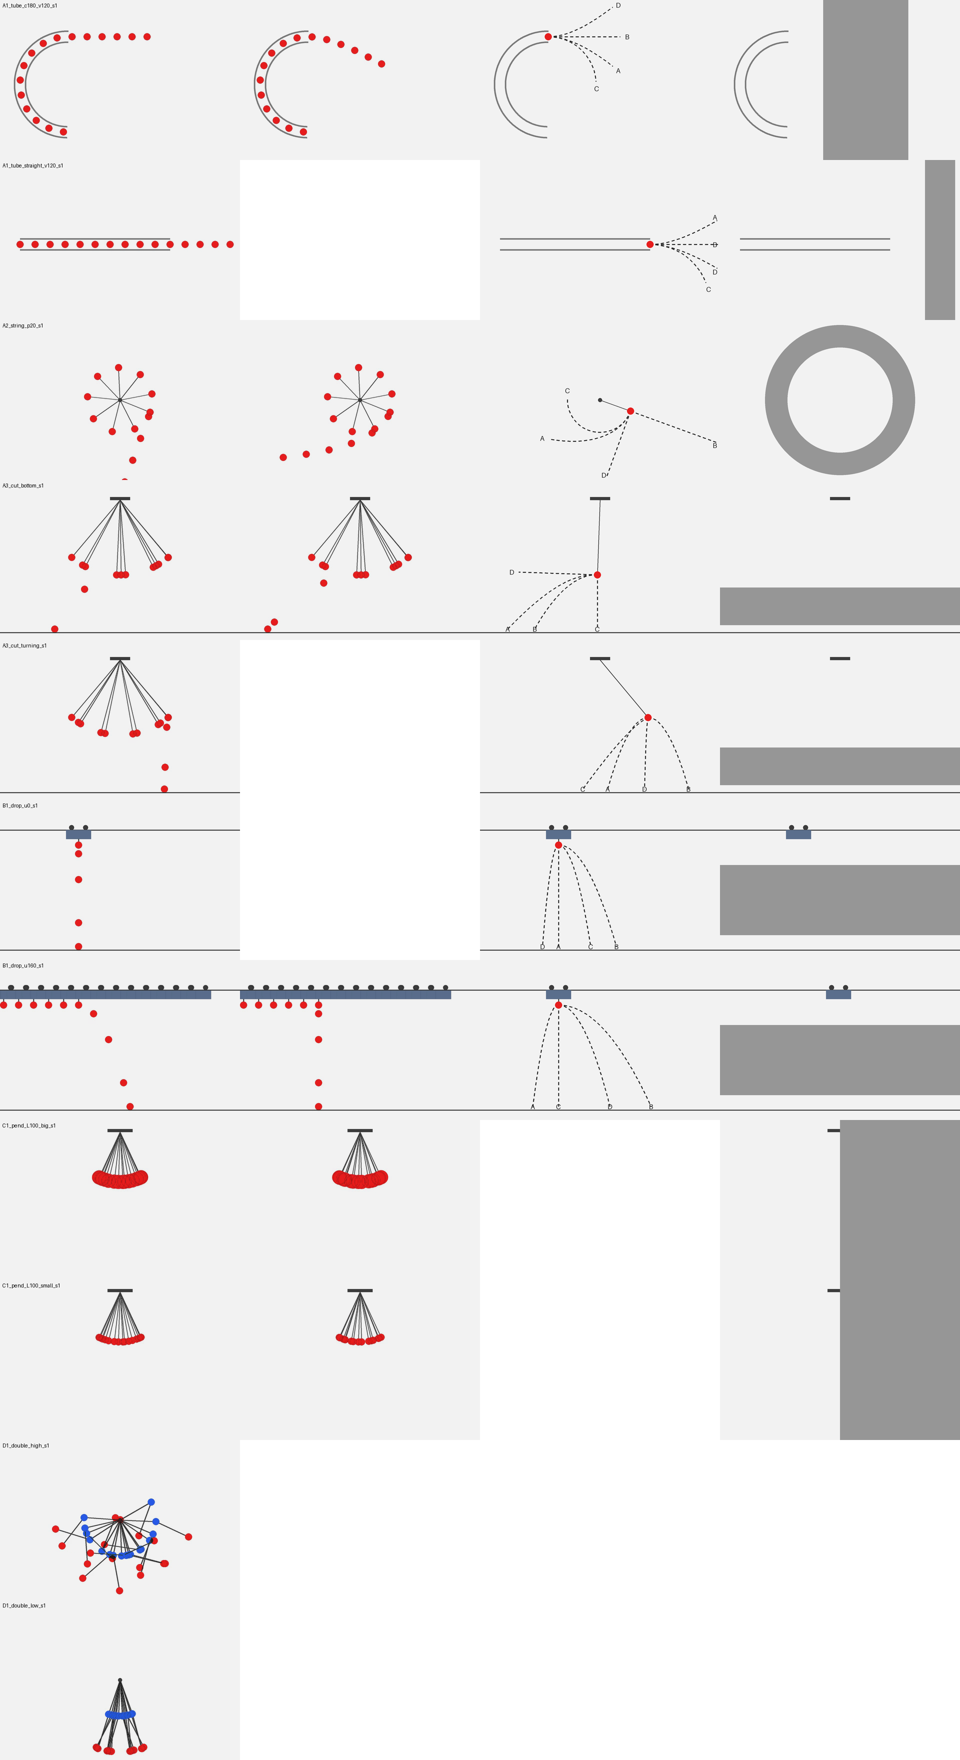 A1_tube_c180_v120_s1
D
B
A
C
A1_tube_straight_v120_s1
A
D
C
A2_string_p20_s1
C
A
B
D
A3_cut_bottom_s1
D
A
B
C
A3_cut_turning_s1
C
A
D
B
B1_drop_u0_s1
D
A
C
B
B1_drop_u160_s1
A
C
D
B
C1_pend_L100_big_s1
C1_pend_L100_small_s1
D1_double_high_s1
D1_double_low_s1